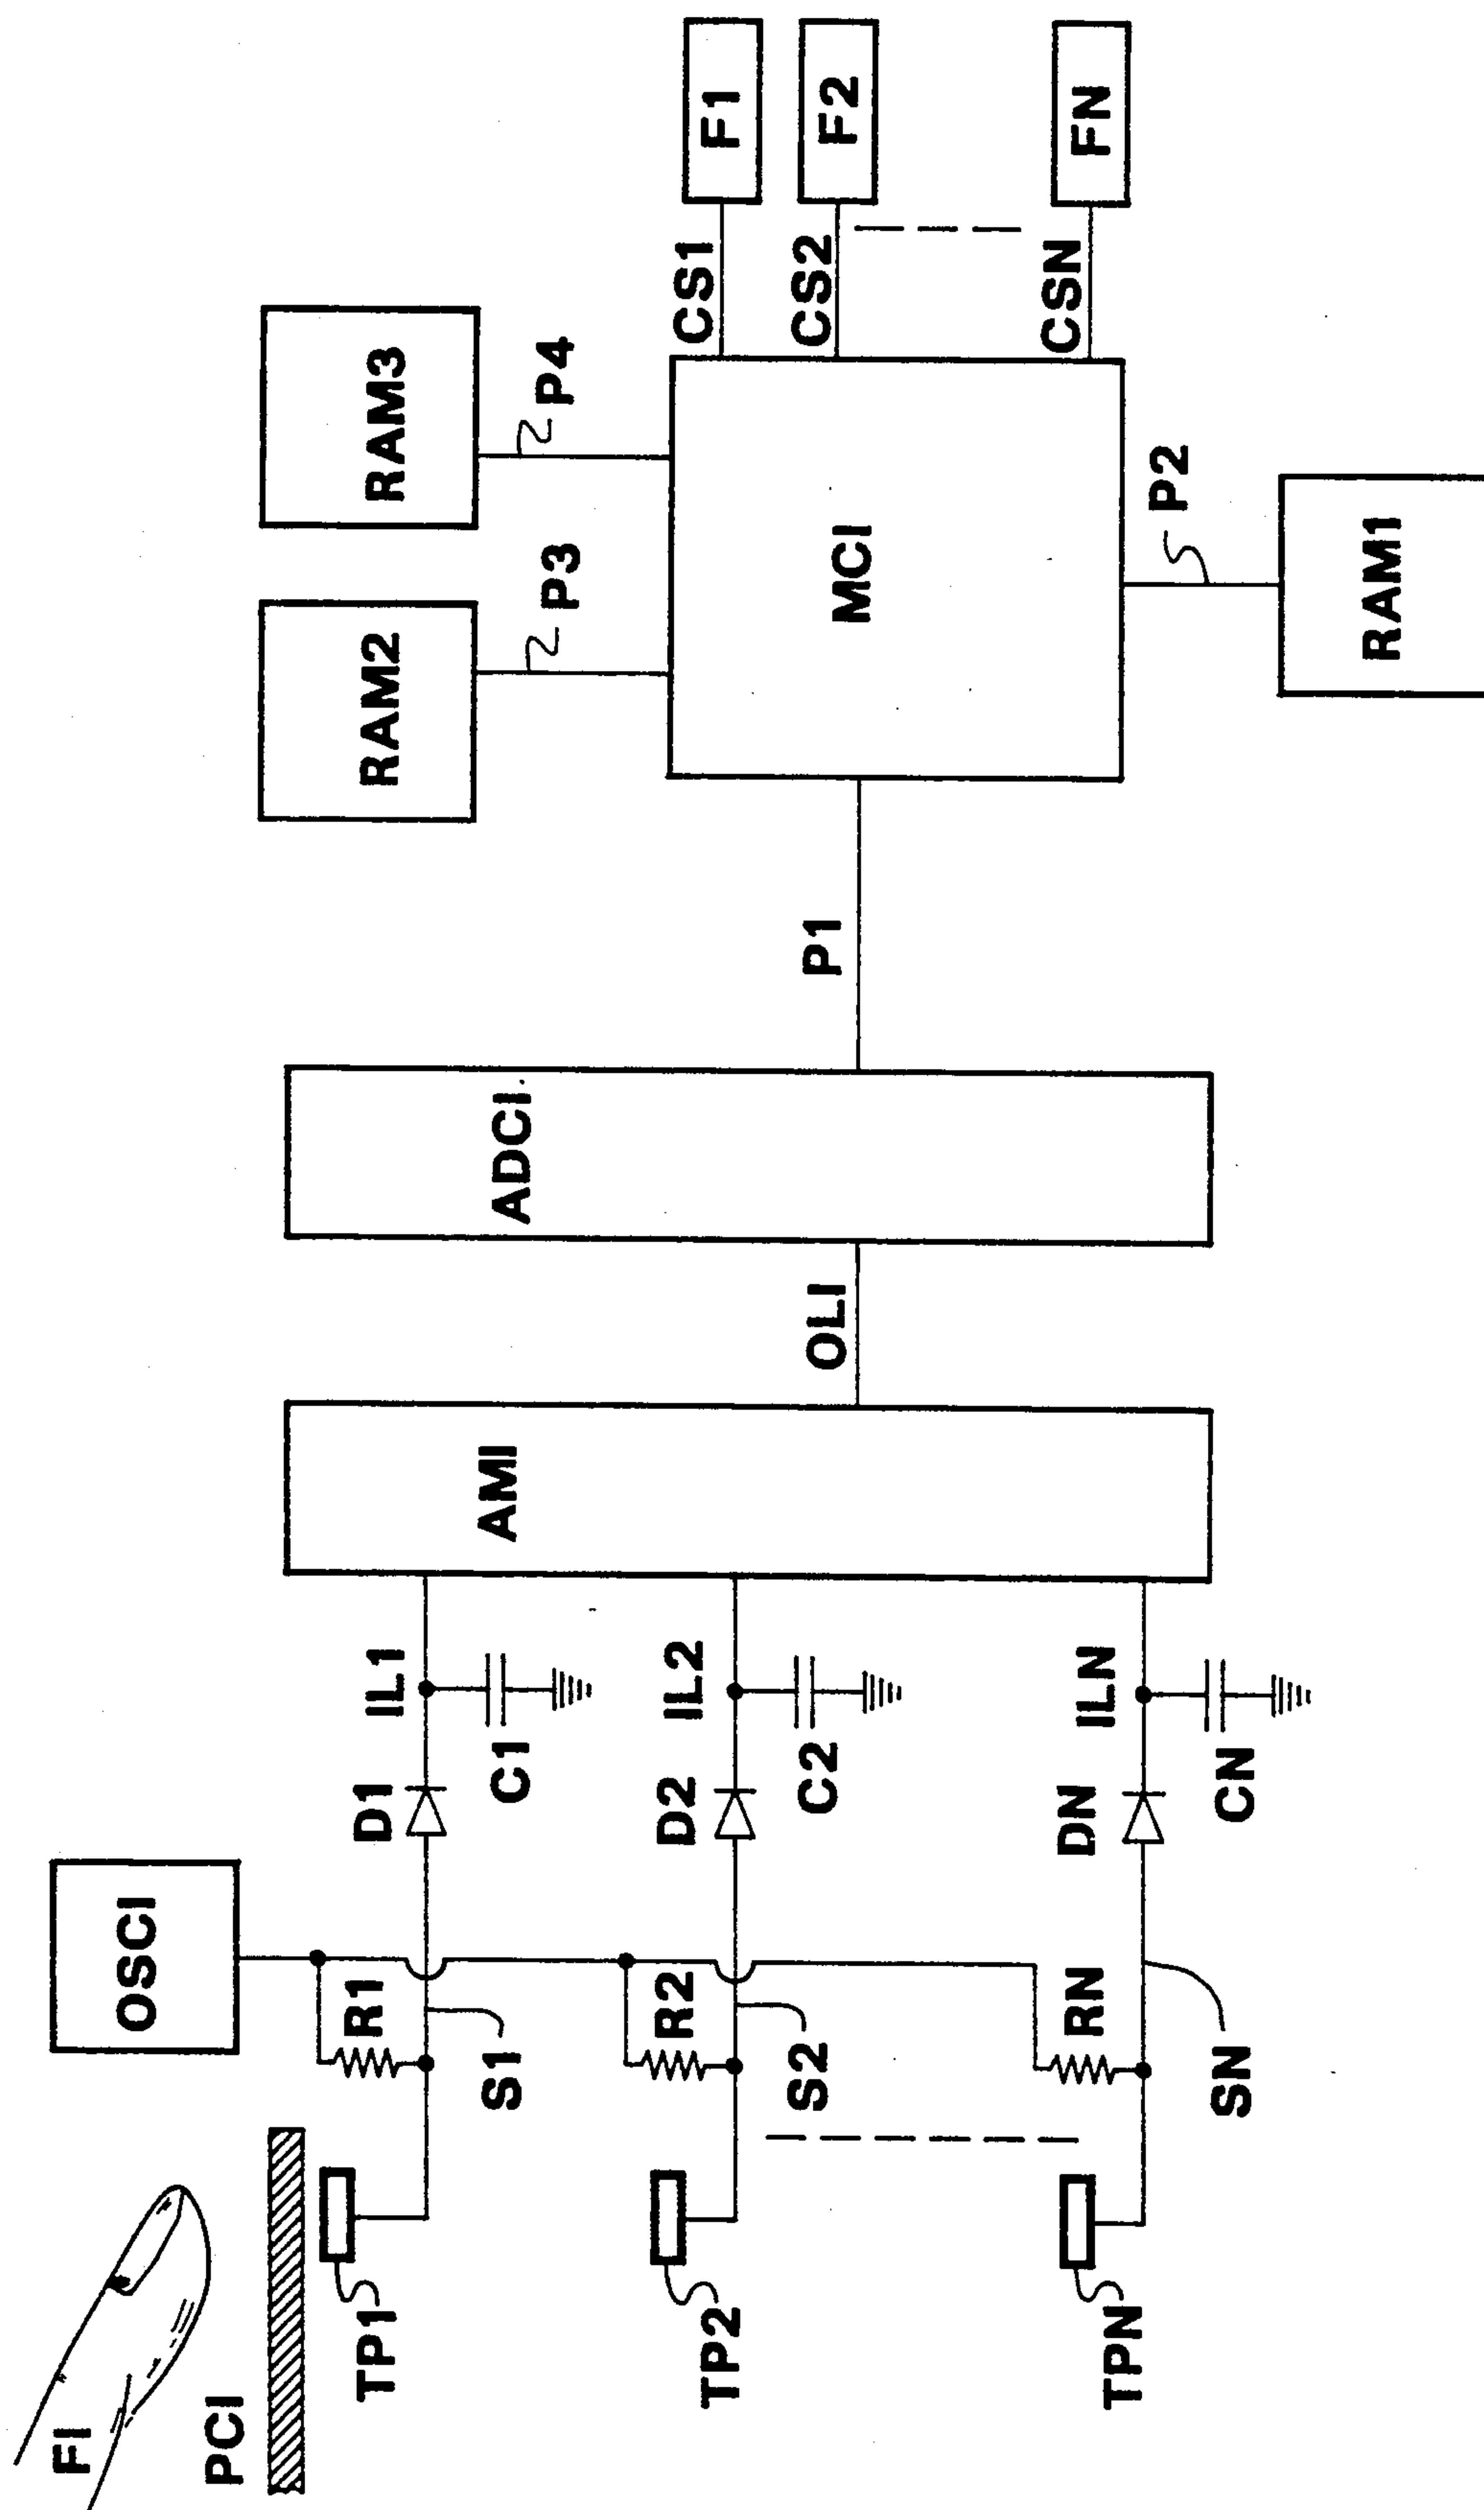 FI
PCI
OSCI
TP1
R1
S1
D1
C1
IL1
TP2
R2
S2
D2
C2
IL2
TPN
RN
SN
DN
CN
ILN
AMI
OLI
ADCI
P1
RAM2
P3
RAM3
P4
MCI
P2
RAM1
CS1
F1
CS2
F2
CSN
FN